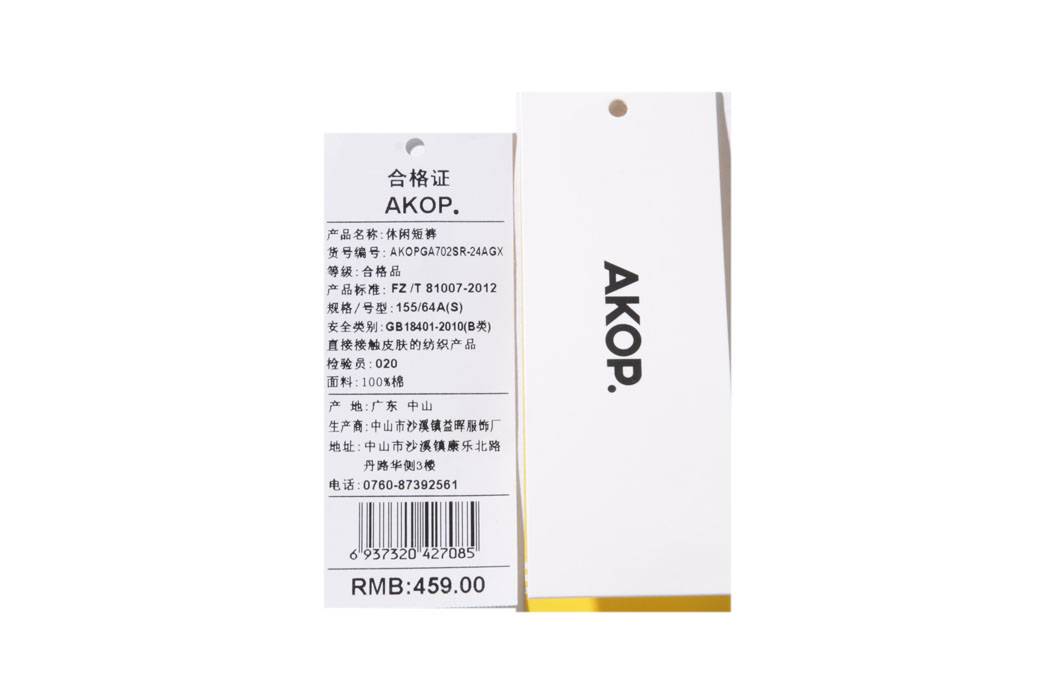 合格证
AKOP.
产品名称:休闲短裤
货号编号: AKOPGA702SR-24AGX
等级:合格品
产品标准: FZ /T 81007-2012
规格/号型:155/64A(S)
安全类别:GB18401-2010(B类)
直接接触皮肤的纺织产品
检验员:020
面料:100%棉
产 地:广东 中山
生产商:中山市沙溪镇益晖服饰厂
地址:中山市沙溪镇康乐北路
丹路华侧3楼
电话:0760-87392561
6 937320 427085
RMB:459.00
AKOP.